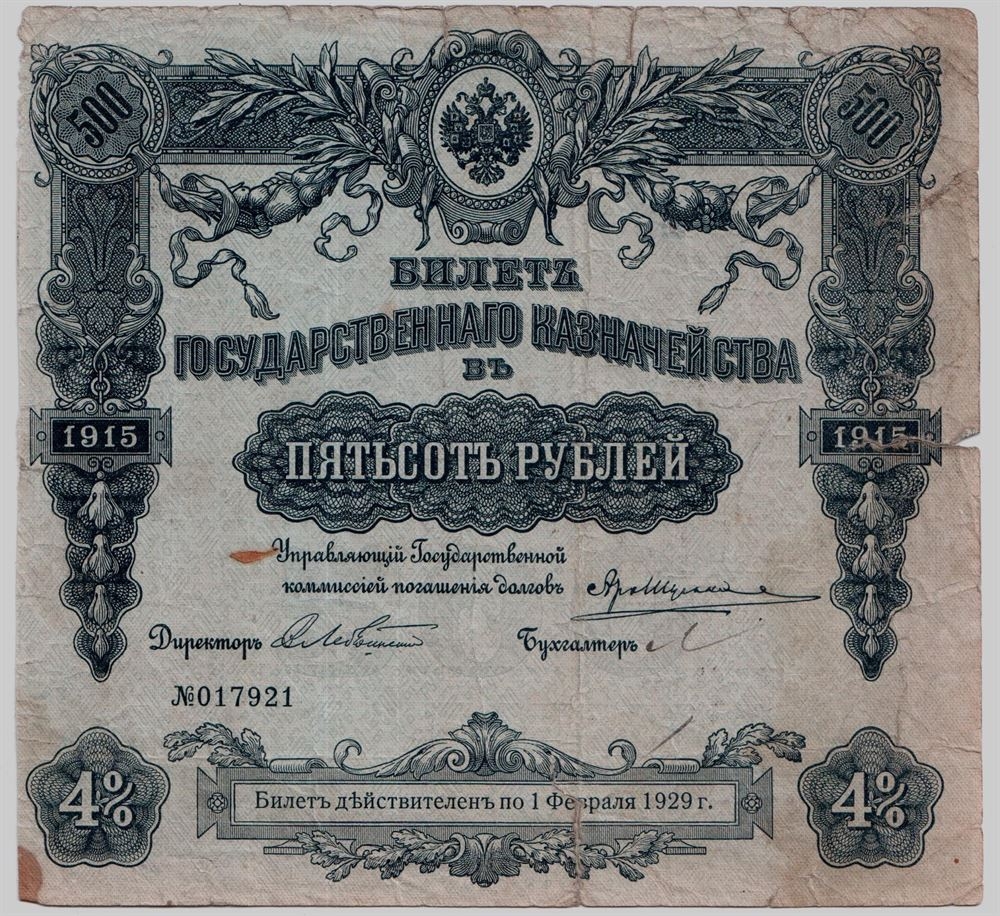 500 500
БИЛЕТЪ
ГОСУДАРСТВЕННАГО КАЗНАЧЕЙСТВА
ВЪ
1915 1915
ПЯТЬСОТЪ РУБЛЕЙ
Управляющій Государственной
коммиссіей погашенія долговъ
Директоръ Бухгалтеръ
№017921
4% 4%
Билетъ дѣйствителенъ по 1 Февраля 1929 г.